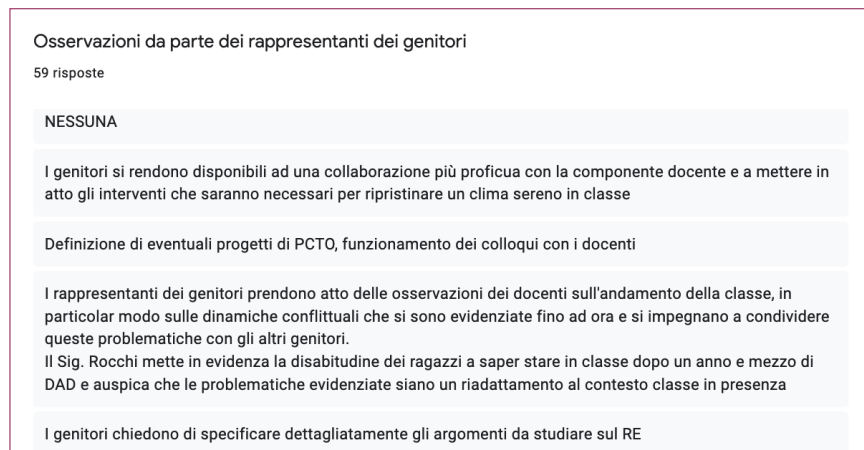 Osservazioni da parte dei rappresentanti dei genitori
59 risposte
NESSUNA
I genitori si rendono disponibili ad una collaborazione più proficua con la componente docente e a mettere in
atto gli interventi che saranno necessari per ripristinare un clima sereno in classe
Definizione di eventuali progetti di PCTO, funzionamento dei colloqui con i docenti
I rappresentanti dei genitori prendono atto delle osservazioni dei docenti sull'andamento della classe, in
particolar modo sulle dinamiche conflittuali che si sono evidenziate fino ad ora e si impegnano a condividere
queste problematiche con gli altri genitori.
Il Sig. Rocchi mette in evidenza la disabitudine dei ragazzi a saper stare in classe dopo un anno e mezzo di
DAD e auspica che le problematiche evidenziate siano un riadattamento al contesto classe in presenza
I genitori chiedono di specificare dettagliatamente gli argomenti da studiare sul RE